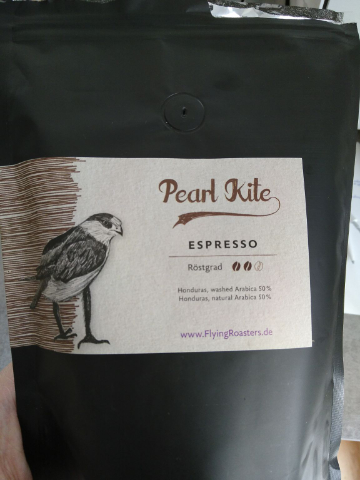 Pearl Kite
ESPRESSO
Röstgrad
Honduras, washed Arabica 50%
Honduras, natural Arabica 50%
www.FlyingRoasters.de